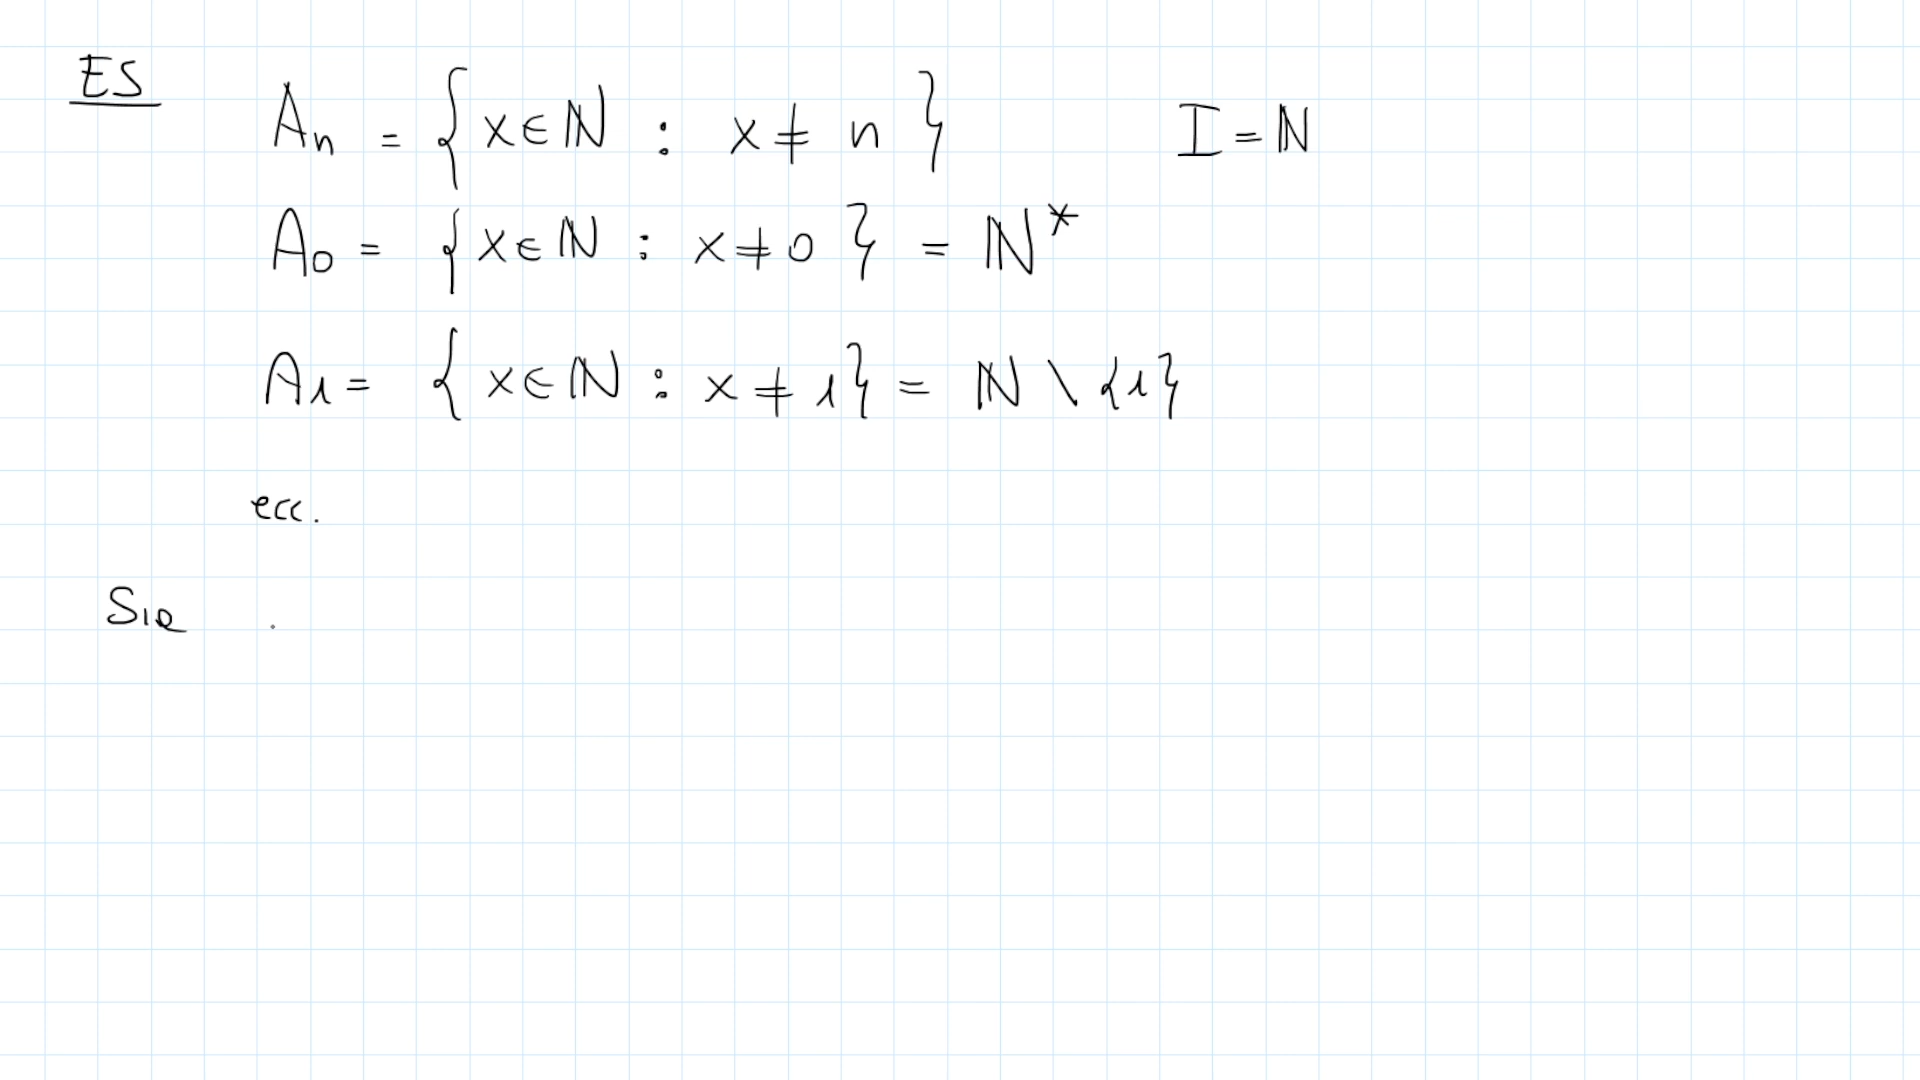 ES
Aₙ = {x∈ℕ : x ≠ n} I = ℕ
A₀ = {x∈ℕ : x ≠ 0} = ℕ*
A₁ = {x∈ℕ : x ≠ 1} = ℕ \ {1}
ecc.
Sia